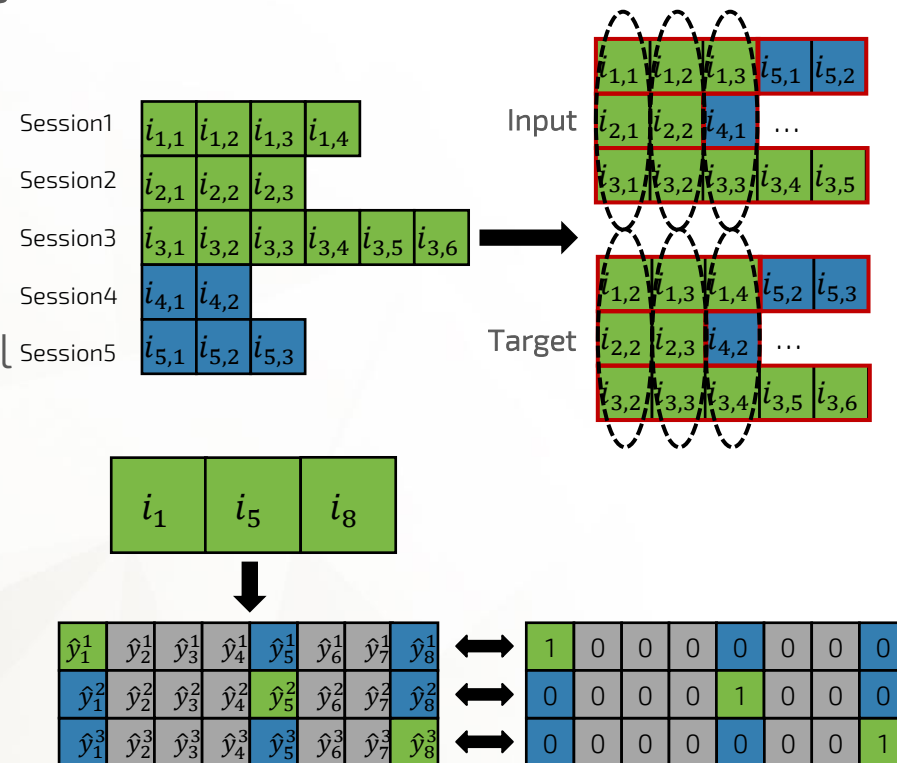 Session1 i1,1 i1,2 i1,3 i1,4
Session2 i2,1 i2,2 i2,3
Session3 i3,1 i3,2 i3,3 i3,4 i3,5 i3,6
Session4 i4,1 i4,2
Session5 i5,1 i5,2 i5,3
Input
i1,1 i1,2 i1,3 i5,1 i5,2
i2,1 i2,2 i4,1 …
i3,1 i3,2 i3,3 i3,4 i3,5
Target
i1,2 i1,3 i1,4 i5,2 i5,3
i2,2 i2,3 i4,2 …
i3,2 i3,3 i3,4 i3,5 i3,6
i1 i5 i8
ŷ₁¹ ŷ₂¹ ŷ₃¹ ŷ₄¹ ŷ₅¹ ŷ₆¹ ŷ₇¹ ŷ₈¹ 1 0 0 0 0 0 0 0
ŷ₁² ŷ₂² ŷ₃² ŷ₄² ŷ₅² ŷ₆² ŷ₇² ŷ₈² 0 0 0 0 1 0 0 0
ŷ₁³ ŷ₂³ ŷ₃³ ŷ₄³ ŷ₅³ ŷ₆³ ŷ₇³ ŷ₈³ 0 0 0 0 0 0 0 1